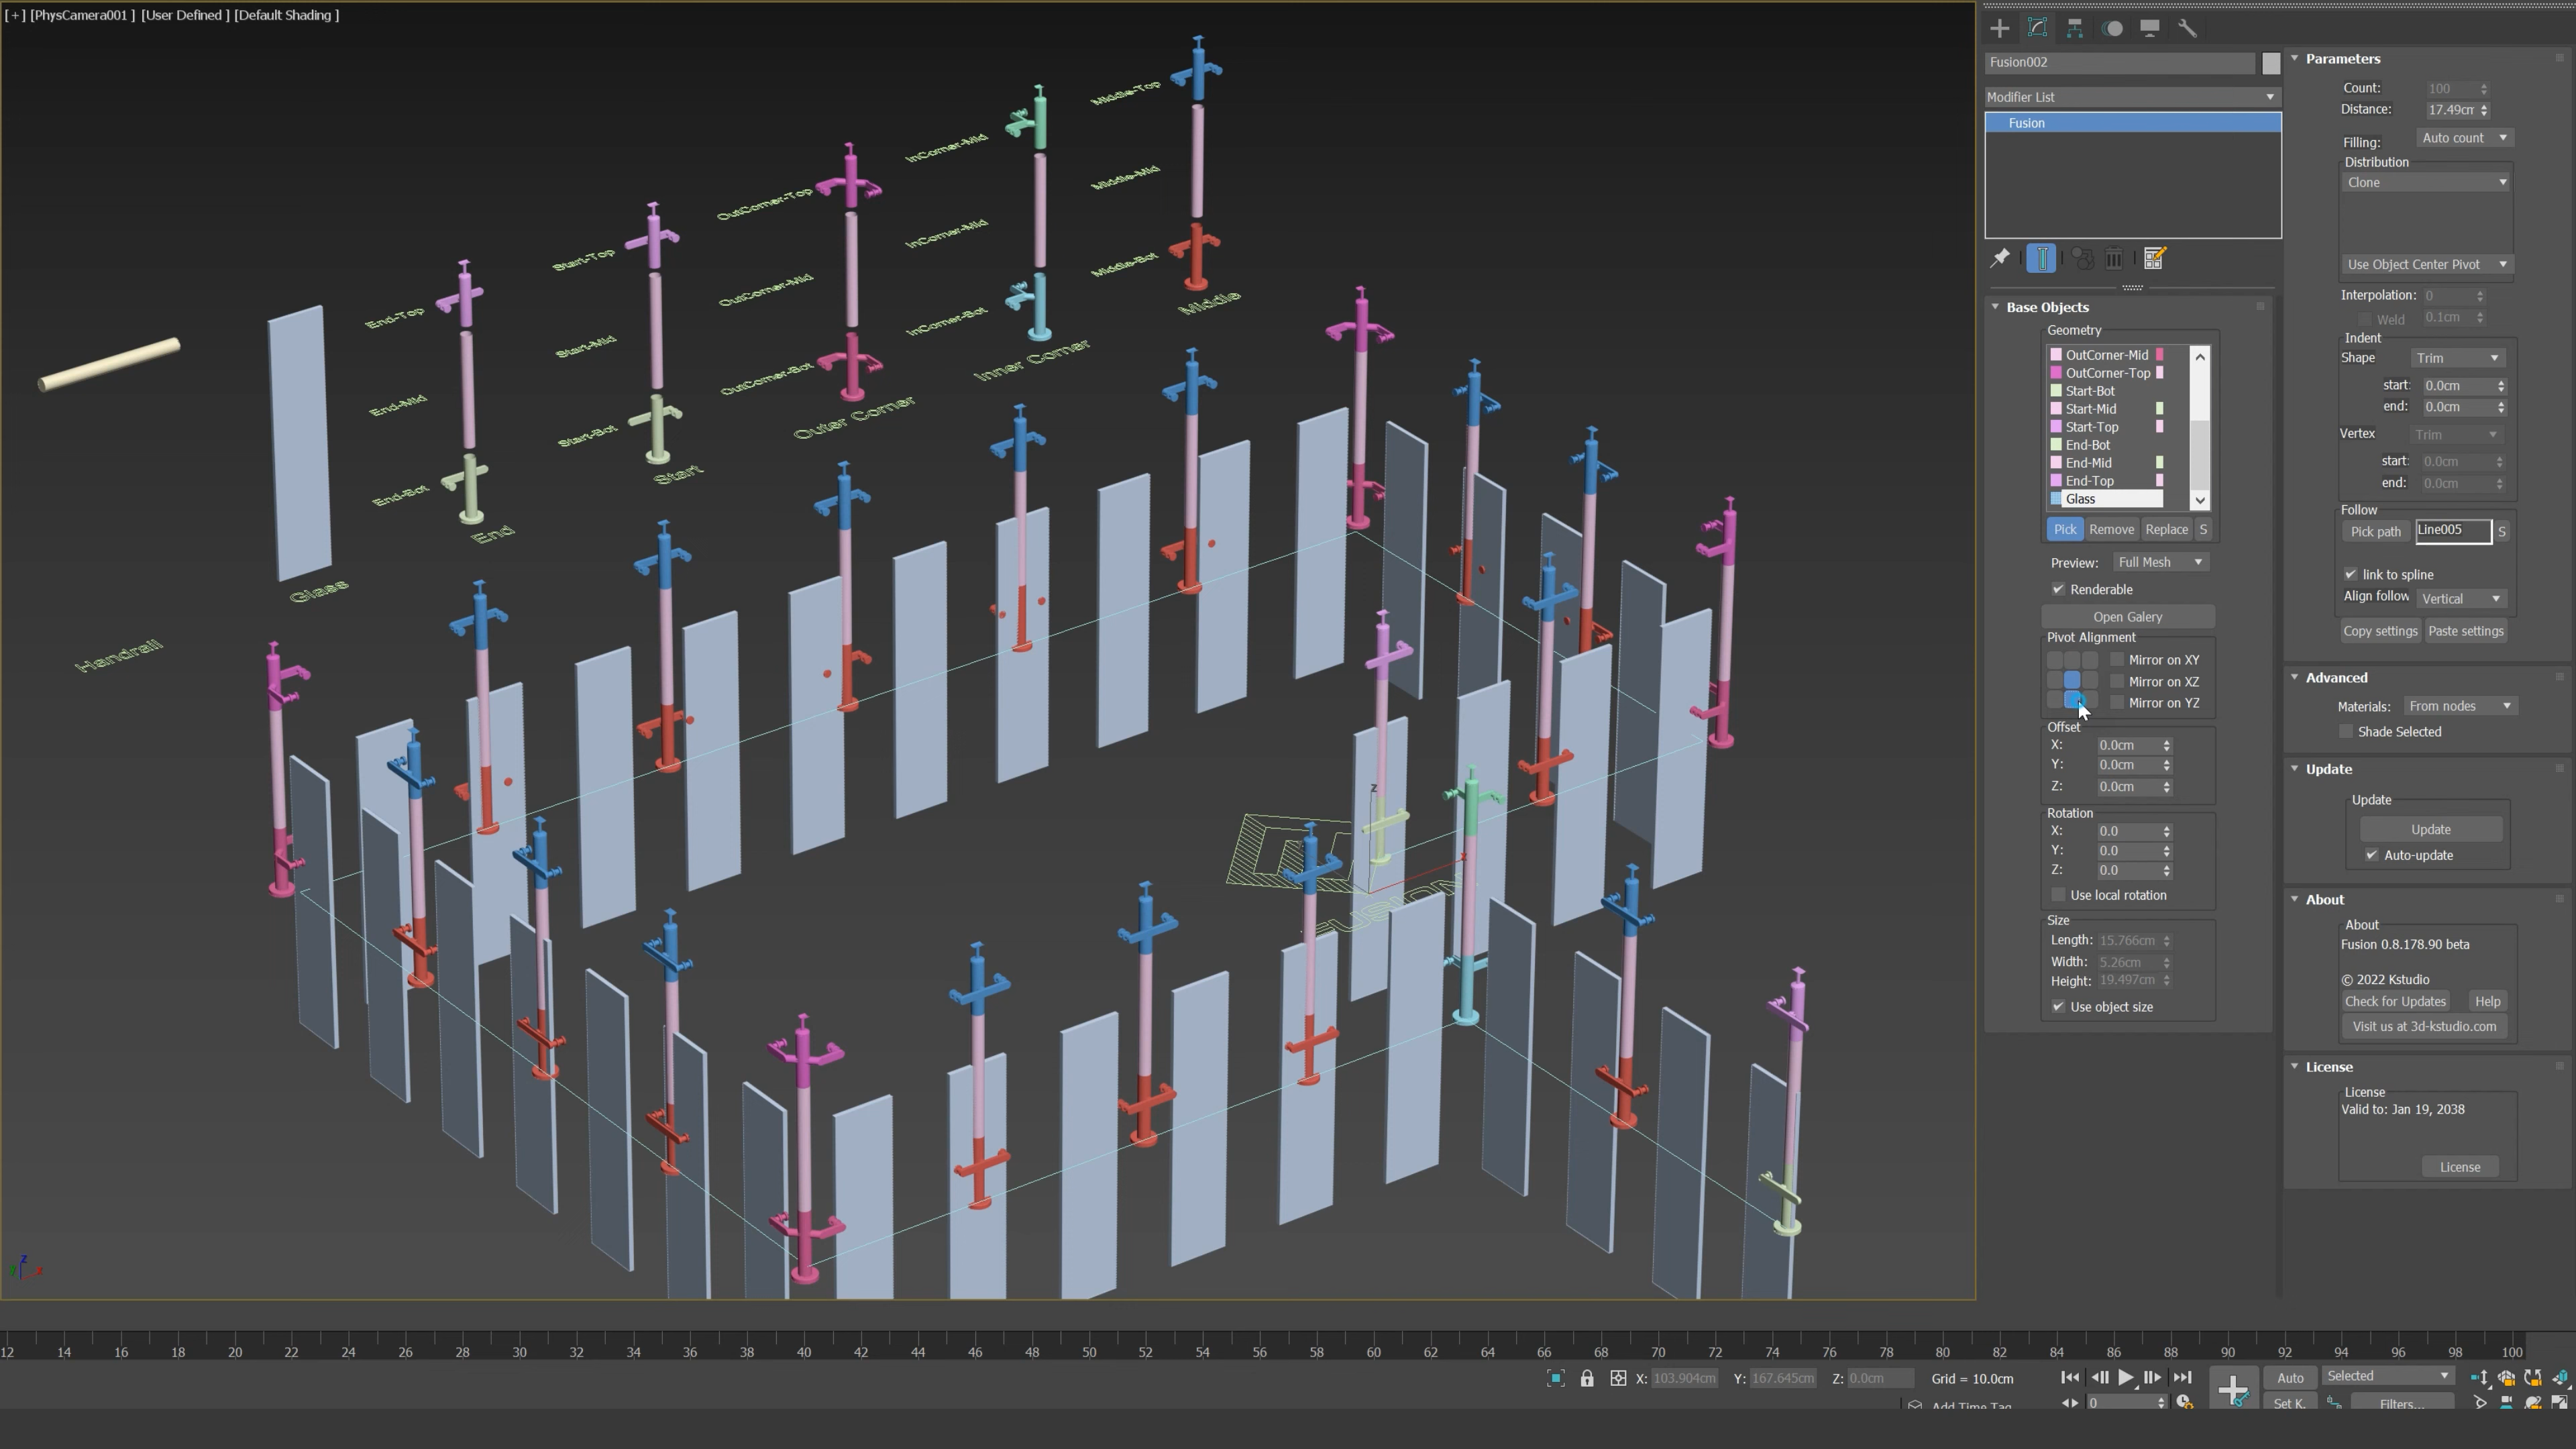 [+] [PhysCamera001 ] [User Defined ] [Default Shading ]
Middle-Top
Middle-Mid
Middle-Bot
Middle
InCorner-Mid
InCorner-Mid
InCorner-Bot
Inner Corner
OutCorner-Top
OutCorner-Mid
OutCorner-Bot
Outer Corner
Start-Top
Start-Mid
Start-Bot
Start
End-Top
End-Mid
End-Bot
End
Glass
Handrail
FUSION
Fusion002
Modifier List
Fusion
Base Objects
Geometry
OutCorner-Mid
OutCorner-Top
Start-Bot
Start-Mid
Start-Top
End-Bot
End-Mid
End-Top
Glass
Pick Remove Replace S
Preview: Full Mesh
Renderable
Open Galery
Pivot Alignment
Mirror on XY
Mirror on XZ
Mirror on YZ
Offset
X: 0.0cm
Y: 0.0cm
Z: 0.0cm
Rotation
X: 0.0
Y: 0.0
Z: 0.0
Use local rotation
Size
Length: 15.766cm
Width: 5.26cm
Height: 19.497cm
Use object size
Parameters
Count: 100
Distance: 17.49cm
Filling: Auto count
Distribution
Clone
Use Object Center Pivot
Interpolation: 0
Weld 0.1cm
Indent
Shape Trim
start: 0.0cm
end: 0.0cm
Vertex Trim
start: 0.0cm
end: 0.0cm
Follow
Pick path Line005 S
link to spline
Align follow Vertical
Copy settings Paste settings
Advanced
Materials: From nodes
Shade Selected
Update
Update
Update
Auto-update
About
About
Fusion 0.8.178.90 beta
© 2022 Kstudio
Check for Updates Help
Visit us at 3d-kstudio.com
License
License
Valid to: Jan 19, 2038
License
z
x
z
y x
12 14 16 18 20 22 24 26 28 30 32 34 36 38 40 42 44 46 48 50 52 54 56 58 60 62 64 66 68 70 72 74 76 78 80 82 84 86 88 90 92 94 96 98 100
X: 103.904cm Y: 167.645cm Z: 0.0cm Grid = 10.0cm Auto Selected
Add Time Tag 0 Set K. Filters...